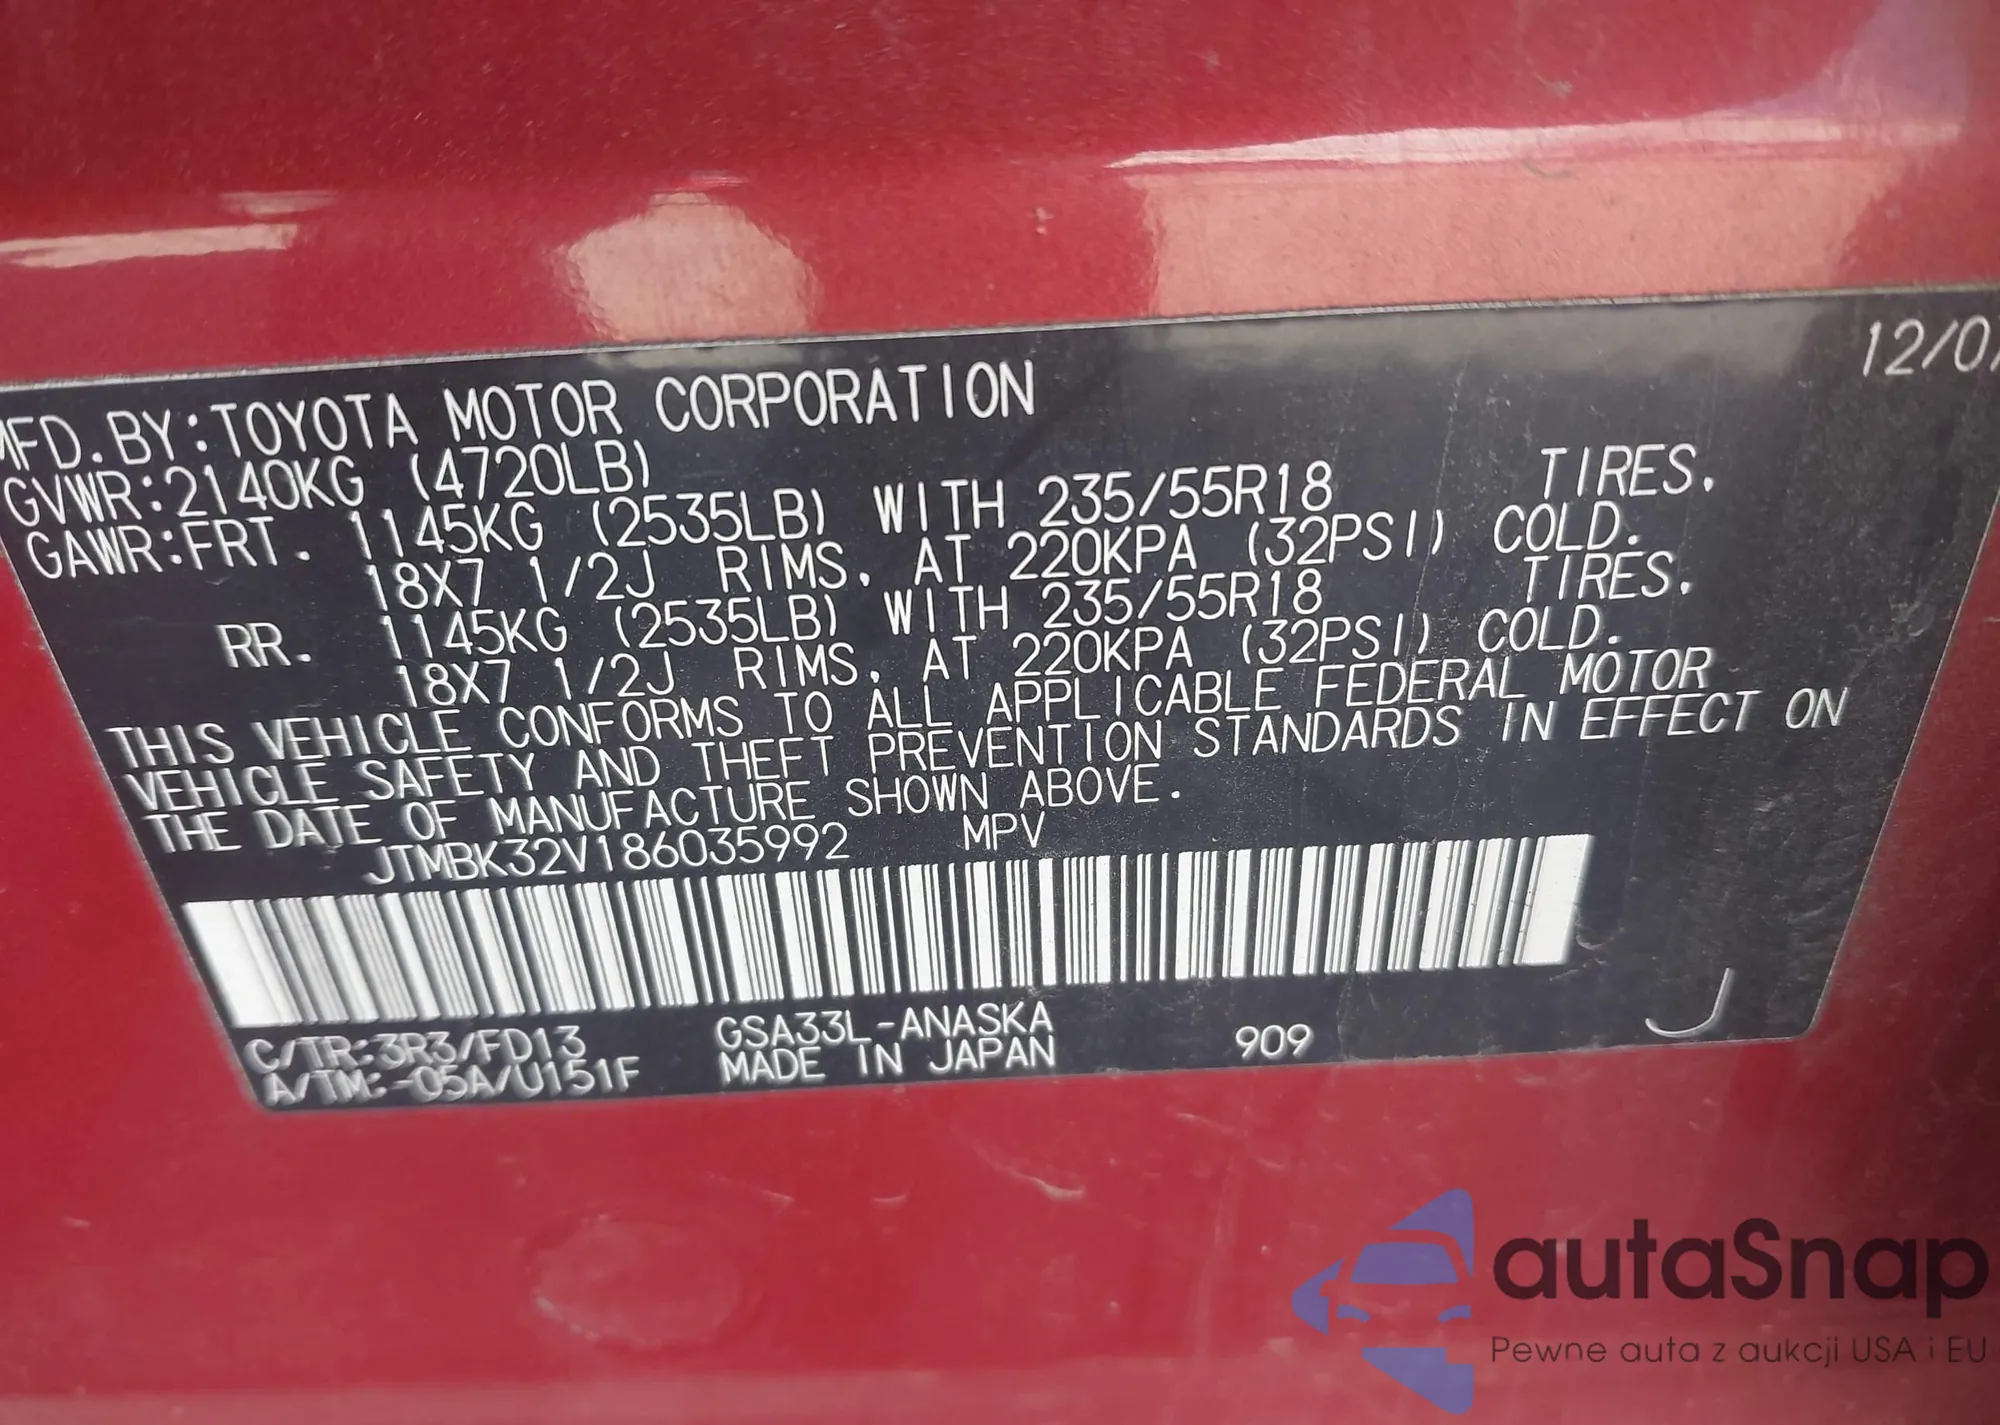 12/07
MFD. BY:TOYOTA MOTOR CORPORATION
GVWR:2140KG (4720LB)
GAWR:FRT. 1145KG (2535LB) WITH 235/55R18 TIRES.
18X7 1/2J RIMS, AT 220KPA (32PSI) COLD.
RR. 1145KG (2535LB) WITH 235/55R18 TIRES.
18X7 1/2J RIMS, AT 220KPA (32PSI) COLD.
THIS VEHICLE CONFORMS TO ALL APPLICABLE FEDERAL MOTOR
VEHICLE SAFETY AND THEFT PREVENTION STANDARDS IN EFFECT ON
THE DATE OF MANUFACTURE SHOWN ABOVE.
JTMBK32V186035992 MPV
C/TR:3R3/FD13 GSA33L-ANASKA
A/TM:-05A/U151F MADE IN JAPAN 909 J
autaSnap
Pewne auta z aukcji USA i EU